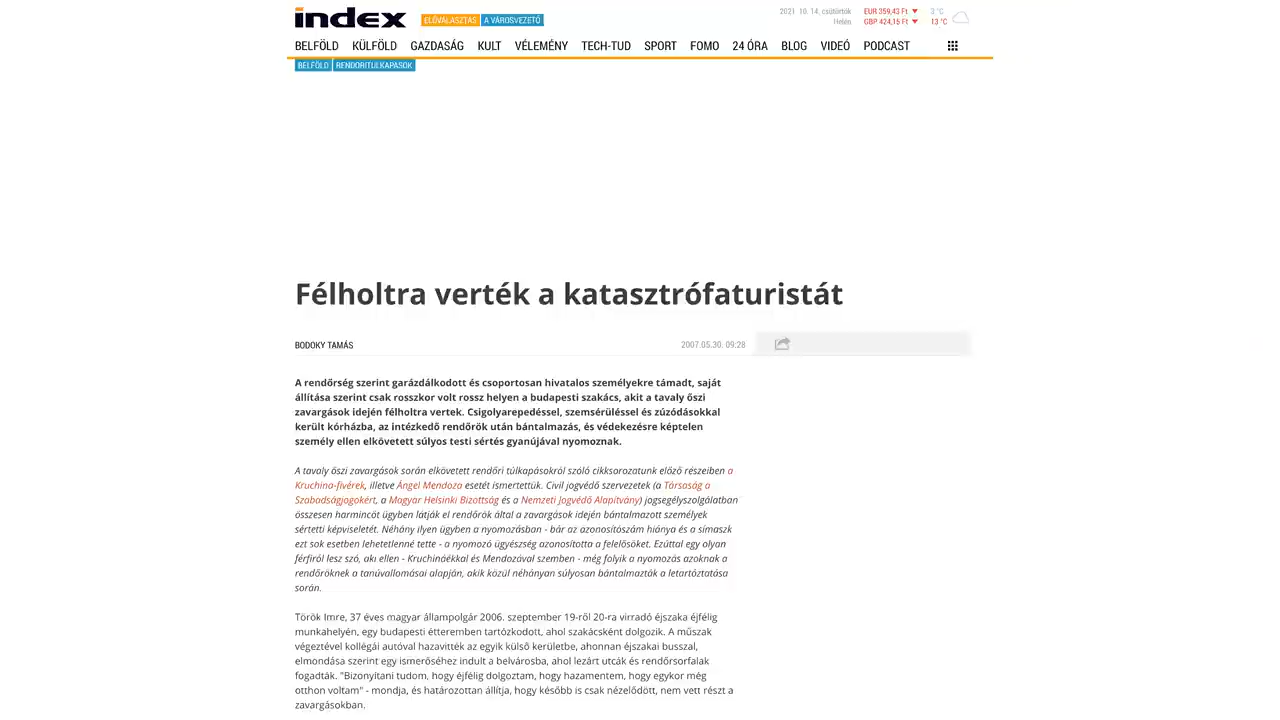 index
ELŐVÁLASZTÁS A VÁROSVEZETŐ
2021. 10. 14. csütörtök
Helén
EUR 359,43 Ft
GBP 424,15 Ft
3 °C
13 °C
BELFÖLD KÜLFÖLD GAZDASÁG KULT VÉLEMÉNY TECH-TUD SPORT FOMO 24 ÓRA BLOG VIDEÓ PODCAST
BELFÖLD RENDORITULKAPASOK
Félholtra verték a katasztrófaturistát
BODOKY TAMÁS
2007.05.30. 09:28
A rendőrség szerint garázdálkodott és csoportosan hivatalos személyekre támadt, saját
állítása szerint csak rosszkor volt rossz helyen a budapesti szakács, akit a tavaly őszi
zavargások idején félholtra vertek. Csigolyarepedéssel, szemsérüléssel és zúzódásokkal
került kórházba, az intézkedő rendőrök után bántalmazás, és védekezésre képtelen
személy ellen elkövetett súlyos testi sértés gyanújával nyomoznak.
A tavaly őszi zavargások során elkövetett rendőri túlkapásokról szóló cikksorozatunk előző részeiben a
Kruchina-fivérek, illetve Ángel Mendoza esetét ismertettük. Civil jogvédő szervezetek (a Társaság a
Szabadságjogokért, a Magyar Helsinki Bizottság és a Nemzeti Jogvédő Alapítvány) jogsegélyszolgálatban
összesen harmincöt ügyben látják el rendőrök által a zavargások idején bántalmazott személyek
sértetti képviseletét. Néhány ilyen ügyben a nyomozásban - bár az azonosítószám hiánya és a símaszk
ezt sok esetben lehetetlenné tette - a nyomozó ügyészség azonosította a felelősöket. Ezúttal egy olyan
férfiról lesz szó, aki ellen - Kruchináékkal és Mendozával szemben - még folyik a nyomozás azoknak a
rendőröknek a tanúvallomásai alapján, akik közül néhányan súlyosan bántalmazták a letartóztatása
során.
Török Imre, 37 éves magyar állampolgár 2006. szeptember 19-ről 20-ra virradó éjszaka éjfélig
munkahelyén, egy budapesti étteremben tartózkodott, ahol szakácsként dolgozik. A műszak
végeztével kollégái autóval hazavitték az egyik külső kerületbe, ahonnan éjszakai busszal,
elmondása szerint egy ismerőséhez indult a belvárosba, ahol lezárt utcák és rendőrsorfalak
fogadták. "Bizonyítani tudom, hogy éjfélig dolgoztam, hogy hazamentem, hogy egykor még
otthon voltam" - mondja, és határozottan állítja, hogy később is csak nézelődött, nem vett részt a
zavargásokban.